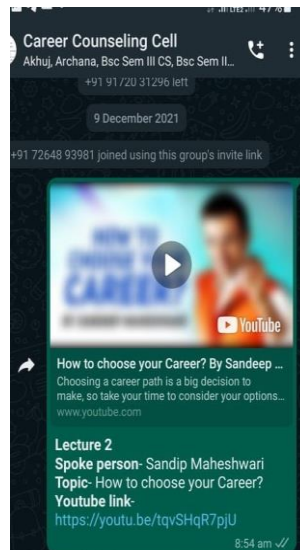 47%
Career Counseling Cell
Akhuj, Archana, Bsc Sem III CS, Bsc Sem II...
+91 91720 31296 left
9 December 2021
+91 72648 93981 joined using this group's invite link
HOW TO
CHOOSE YOUR
CAREER?
BY SANDEEP MAHESHWARI
YouTube
How to choose your Career? By Sandeep ...
Choosing a career path is a big decision to
make, so take your time to consider your options...
www.youtube.com
Lecture 2
Spoke person- Sandip Maheshwari
Topic- How to choose your Career?
Youtube link-
https://youtu.be/tqvSHqR7pjU
8:54 am